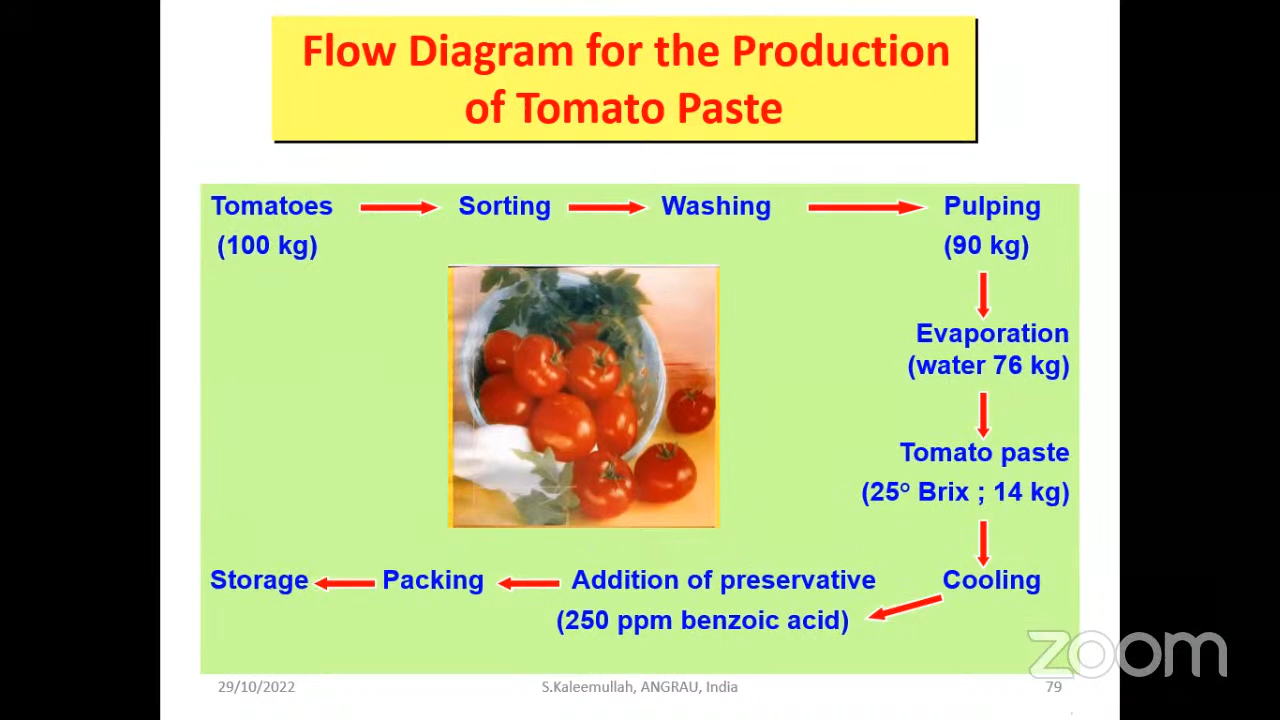 Flow Diagram for the Production
of Tomato Paste
Tomatoes
(100 kg)
Sorting
Washing
Pulping
(90 kg)
Evaporation
(water 76 kg)
Tomato paste
(25° Brix ; 14 kg)
Cooling
Addition of preservative
(250 ppm benzoic acid)
Packing
Storage
zoom
29/10/2022
S.Kaleemullah, ANGRAU, India
79